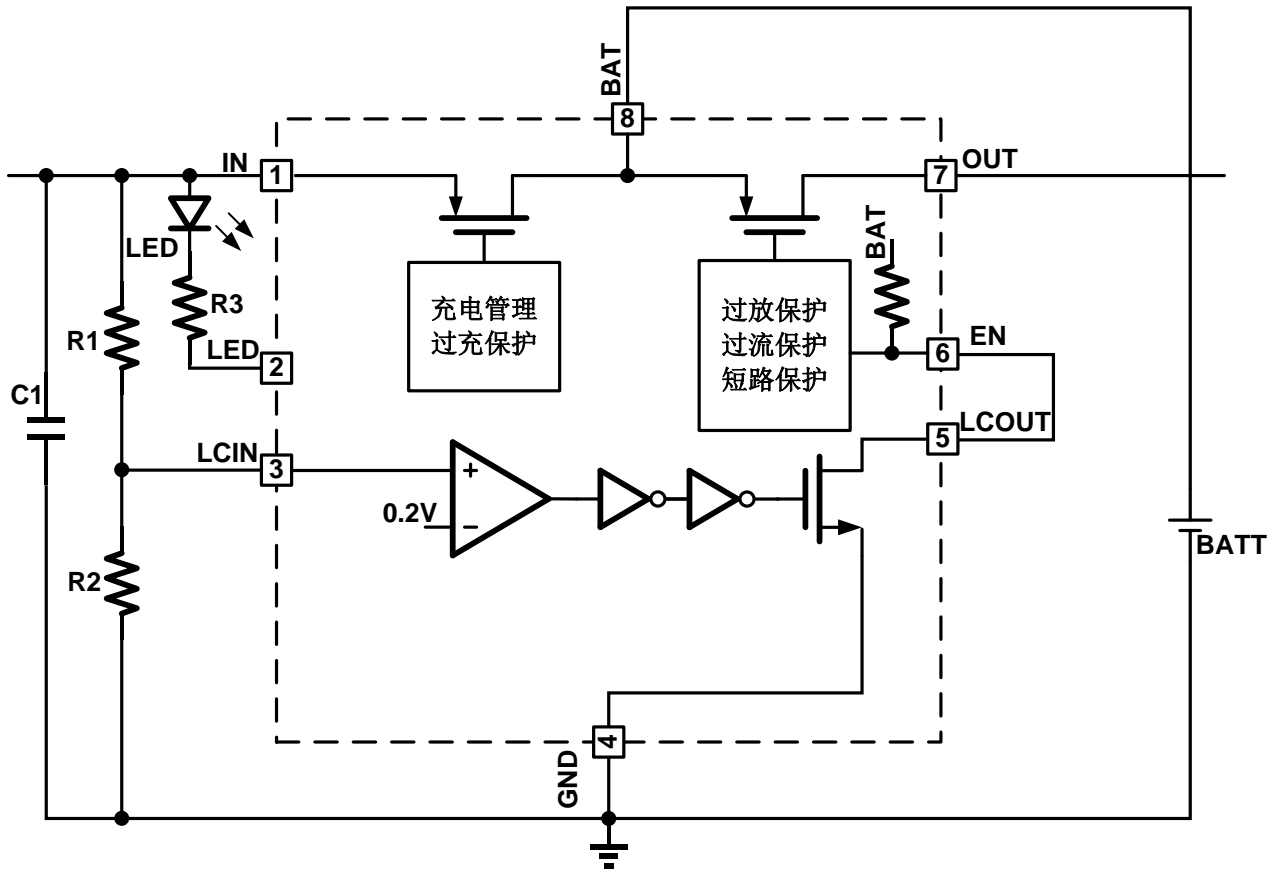 BAT
8
IN
1
7
OUT
LED
BAT
R3
充电管理
过充保护
过放保护
过流保护
短路保护
R1
LED
2
6
EN
C1
LCIN
3
5
LCOUT
+
0.2V
−
BATT
R2
4
GND